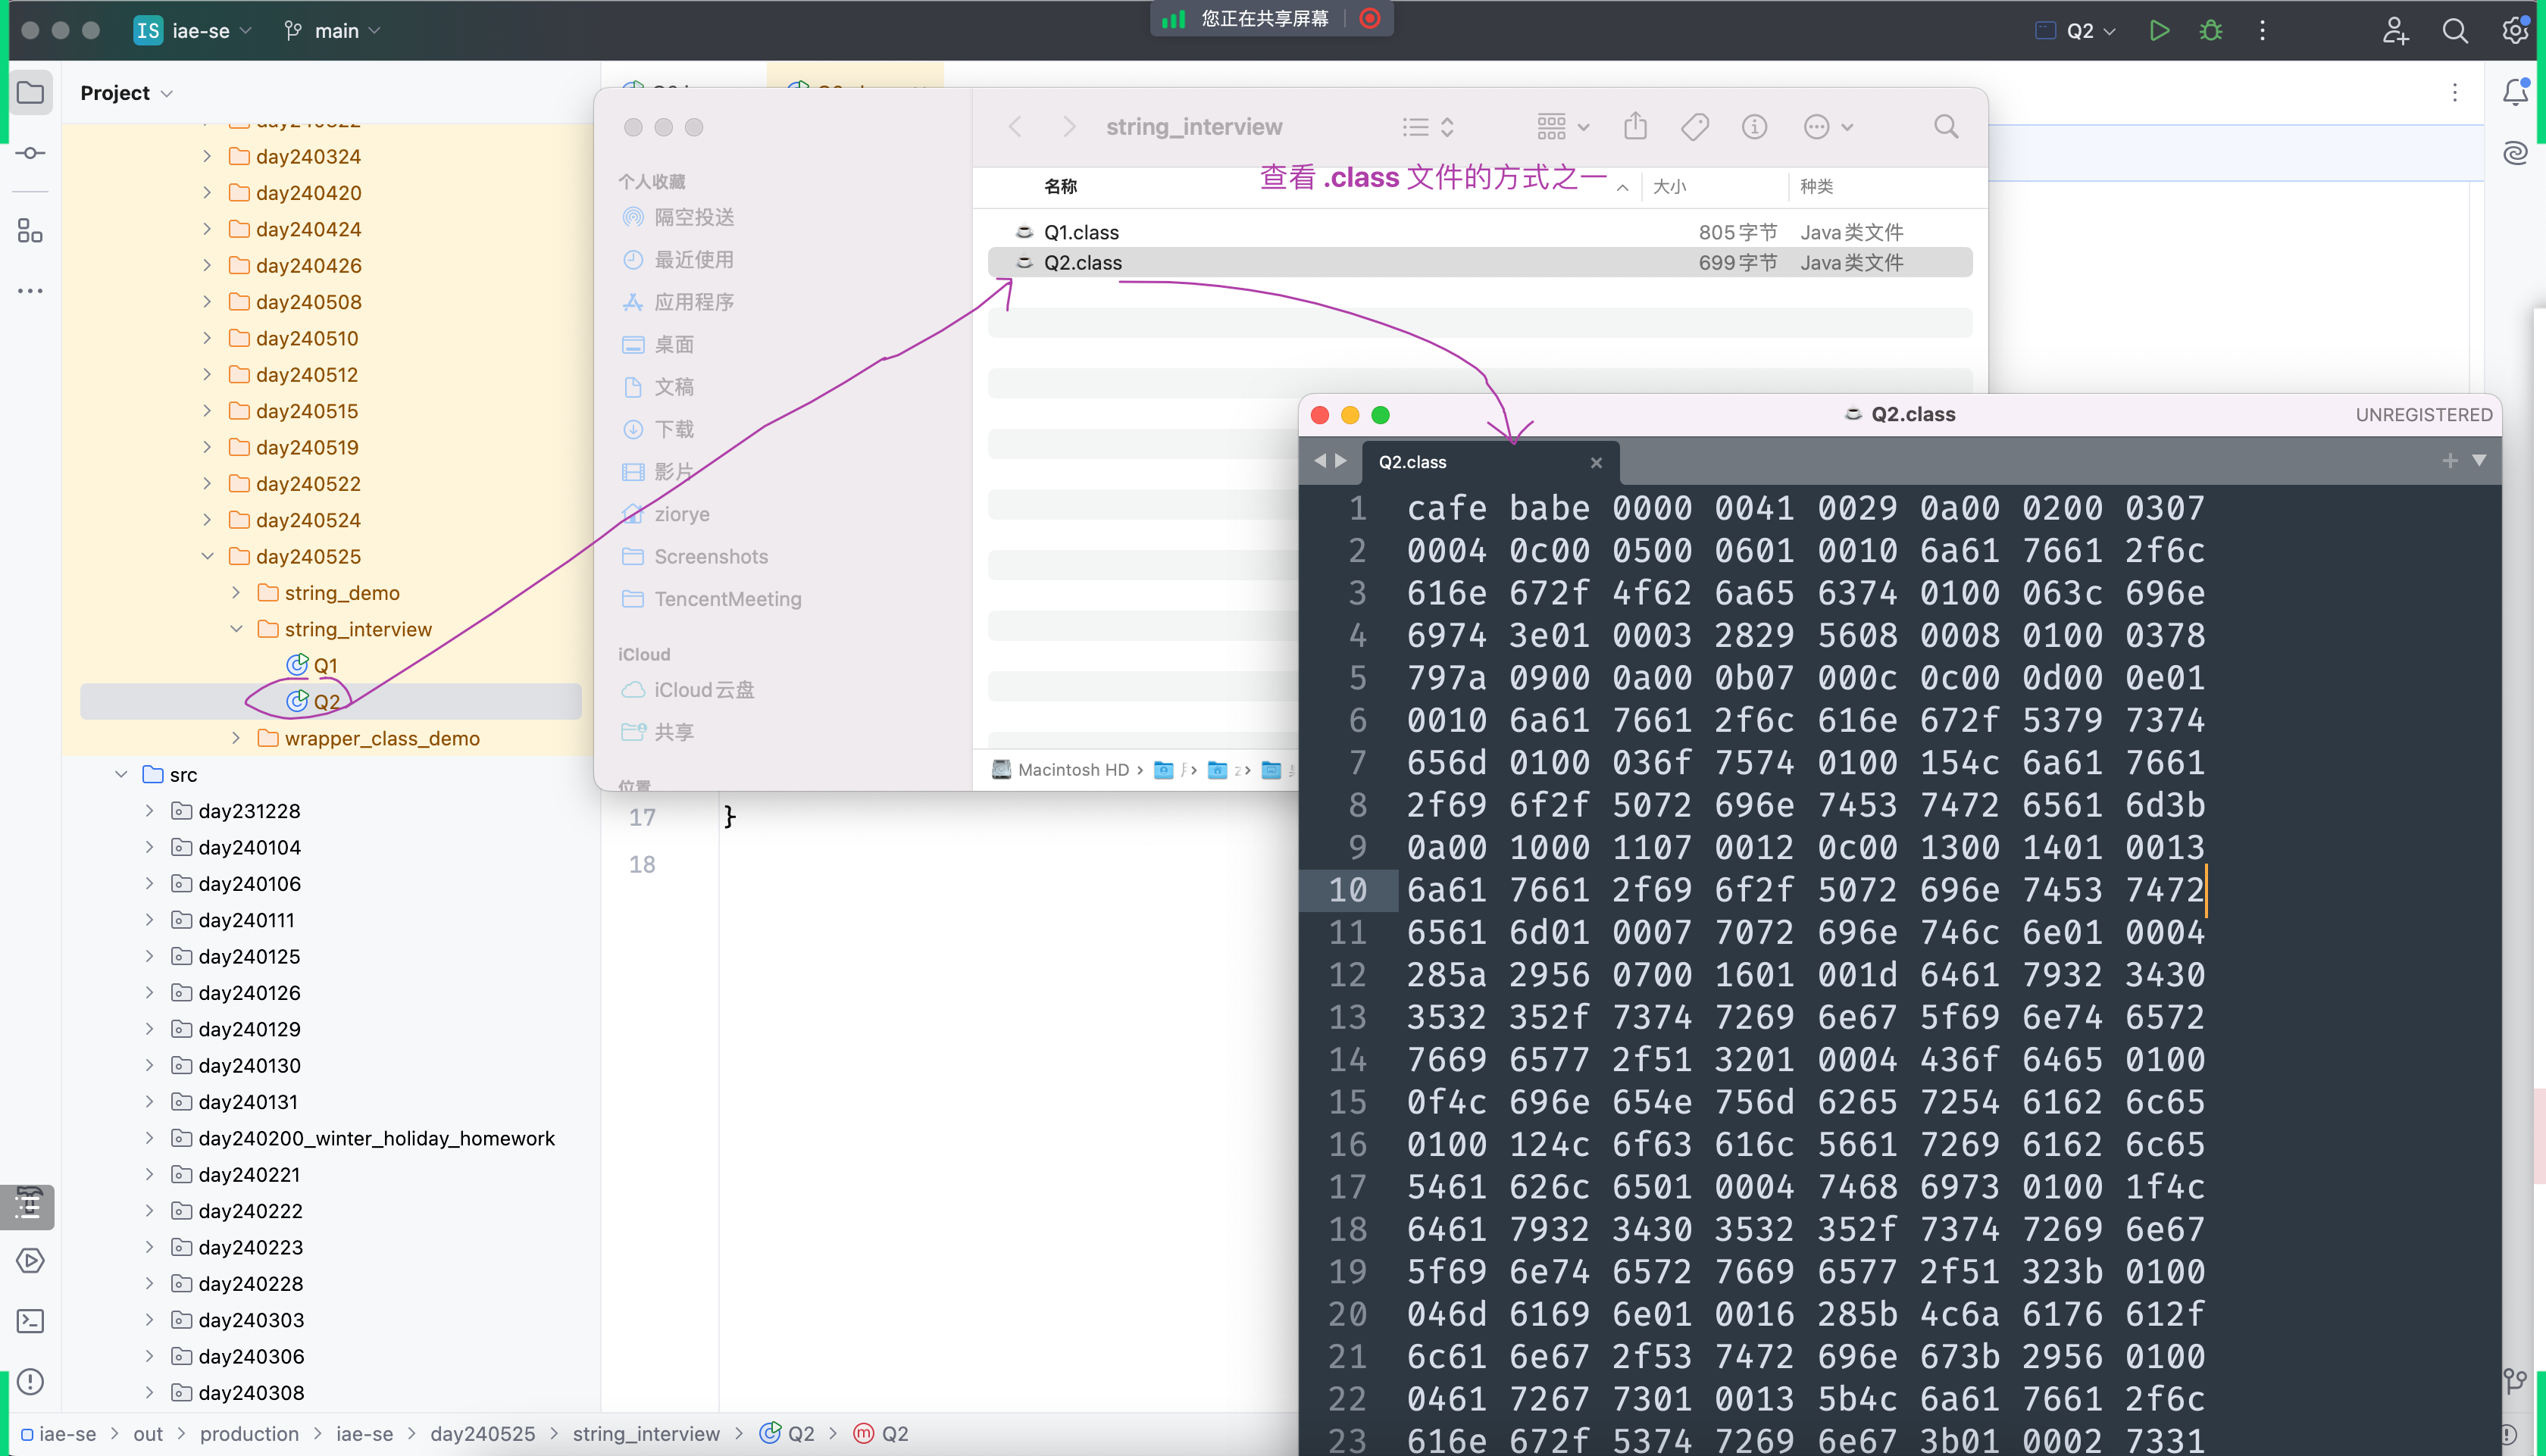 IS iae-se
main
您正在共享屏幕
Q2
Project
day240324
day240420
day240424
day240426
day240508
day240510
day240512
day240515
day240519
day240522
day240524
day240525
string_demo
string_interview
Q1
Q2
wrapper_class_demo
src
day231228
day240104
day240106
day240111
day240125
day240126
day240129
day240130
day240131
day240200_winter_holiday_homework
day240221
day240222
day240223
day240228
day240303
day240306
day240308
个人收藏
隔空投送
最近使用
应用程序
桌面
文稿
下载
影片
ziorye
Screenshots
TencentMeeting
iCloud
iCloud云盘
共享
位置
string_interview
查看 .class 文件的方式之一
名称 大小 种类
Q1.class 805字节 Java类文件
Q2.class 699字节 Java类文件
Macintosh HD
17 }
18
Q2.class
UNREGISTERED
Q2.class
1 cafe babe 0000 0041 0029 0a00 0200 0307
2 0004 0c00 0500 0601 0010 6a61 7661 2f6c
3 616e 672f 4f62 6a65 6374 0100 063c 696e
4 6974 3e01 0003 2829 5608 0008 0100 0378
5 797a 0900 0a00 0b07 000c 0c00 0d00 0e01
6 0010 6a61 7661 2f6c 616e 672f 5379 7374
7 656d 0100 036f 7574 0100 154c 6a61 7661
8 2f69 6f2f 5072 696e 7453 7472 6561 6d3b
9 0a00 1000 1107 0012 0c00 1300 1401 0013
10 6a61 7661 2f69 6f2f 5072 696e 7453 7472
11 6561 6d01 0007 7072 696e 746c 6e01 0004
12 285a 2956 0700 1601 001d 6461 7932 3430
13 3532 352f 7374 7269 6e67 5f69 6e74 6572
14 7669 6577 2f51 3201 0004 436f 6465 0100
15 0f4c 696e 654e 756d 6265 7254 6162 6c65
16 0100 124c 6f63 616c 5661 7269 6162 6c65
17 5461 626c 6501 0004 7468 6973 0100 1f4c
18 6461 7932 3430 3532 352f 7374 7269 6e67
19 5f69 6e74 6572 7669 6577 2f51 323b 0100
20 046d 6169 6e01 0016 285b 4c6a 6176 612f
21 6c61 6e67 2f53 7472 696e 673b 2956 0100
22 0461 7267 7301 0013 5b4c 6a61 7661 2f6c
23 616e 672f 5374 7269 6e67 3b01 0002 7331
iae-se > out > production > iae-se > day240525 > string_interview > Q2 > Q2